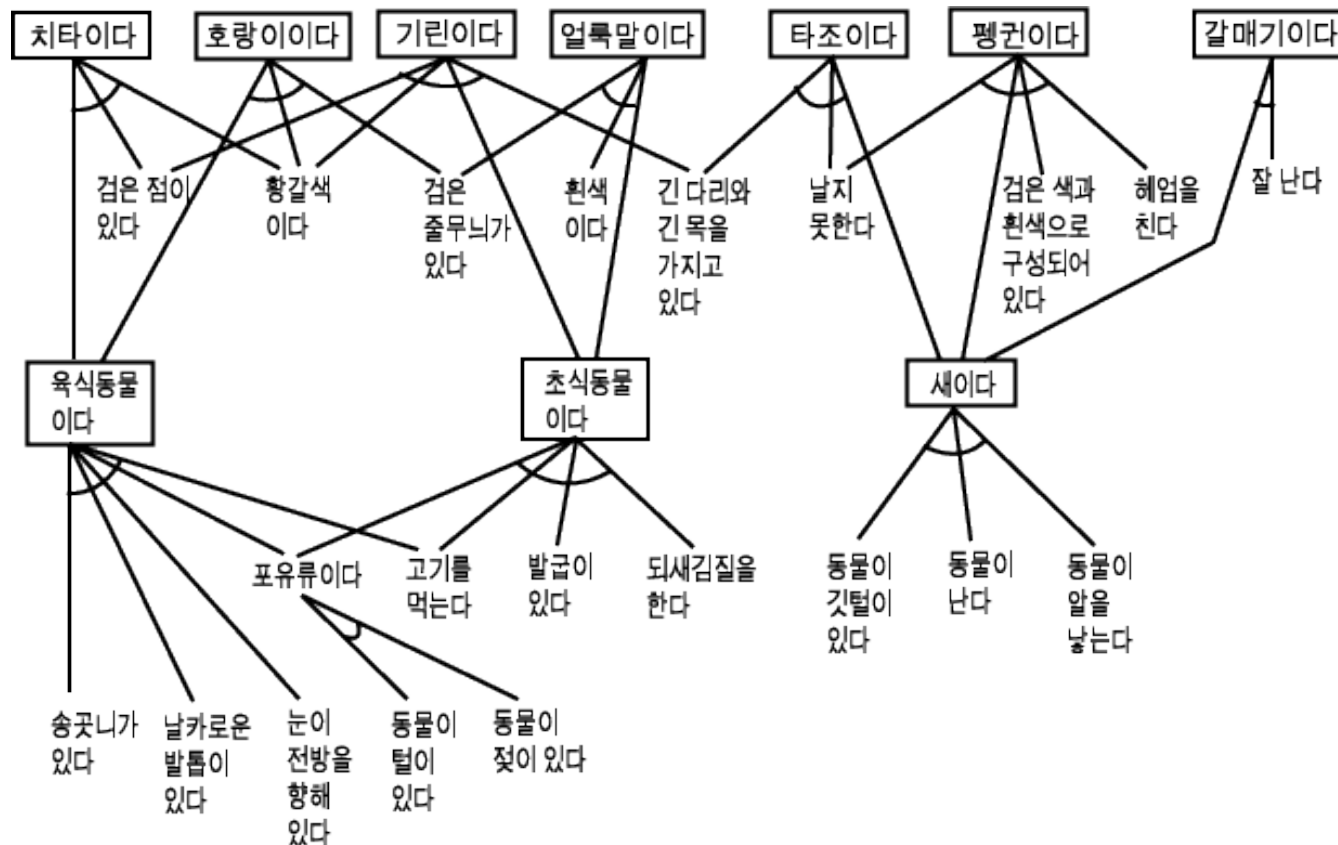 치타이다
호랑이이다
기린이다
얼룩말이다
타조이다
펭귄이다
갈매기이다
검은 점이
있다
황갈색
이다
검은
줄무늬가
있다
흰색
이다
긴 다리와
긴 목을
가지고
있다
날지
못한다
검은 색과
흰색으로
구성되어
있다
헤엄을
친다
잘 난다
육식동물
이다
초식동물
이다
새이다
포유류이다
고기를
먹는다
발굽이
있다
되새김질을
한다
동물이
깃털이
있다
동물이
난다
동물이
알을
낳는다
송곳니가
있다
날카로운
발톱이
있다
눈이
전방을
향해
있다
동물이
털이
있다
동물이
젖이 있다